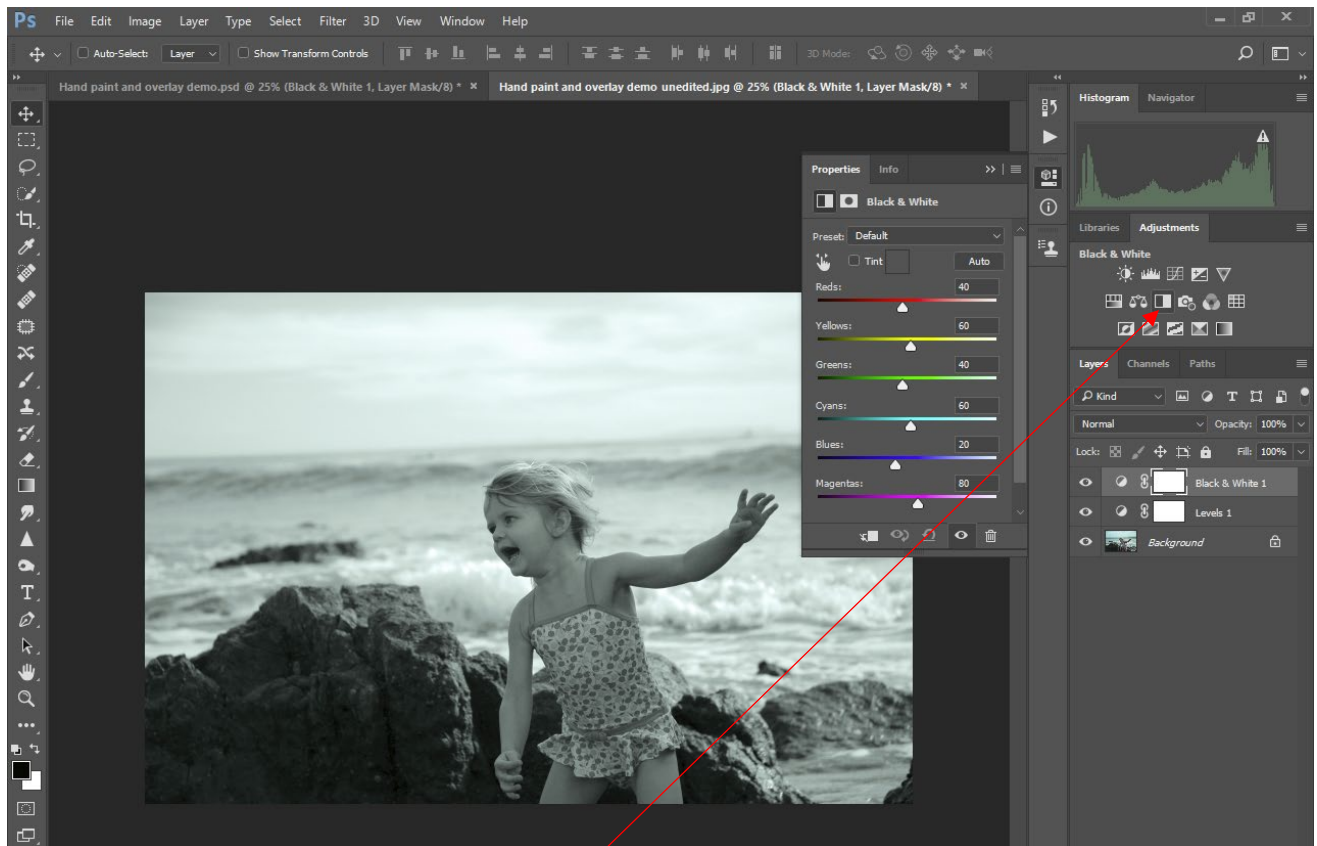 Ps File Edit Image Layer Type Select Filter 3D View Window Help
Auto-Select: Layer Show Transform Controls 3D Mode:
Hand paint and overlay demo.psd @ 25% (Black & White 1, Layer Mask/8) * × Hand paint and overlay demo unedited.jpg @ 25% (Black & White 1, Layer Mask/8) * ×
Histogram Navigator
Properties Info
Black & White
Preset: Default
Tint Auto
Reds: 40
Yellows: 60
Greens: 40
Cyans: 60
Blues: 20
Magentas: 80
Libraries Adjustments
Black & White
Layers Channels Paths
Kind T
Normal Opacity: 100%
Lock: Fill: 100%
Black & White 1
Levels 1
Background
T